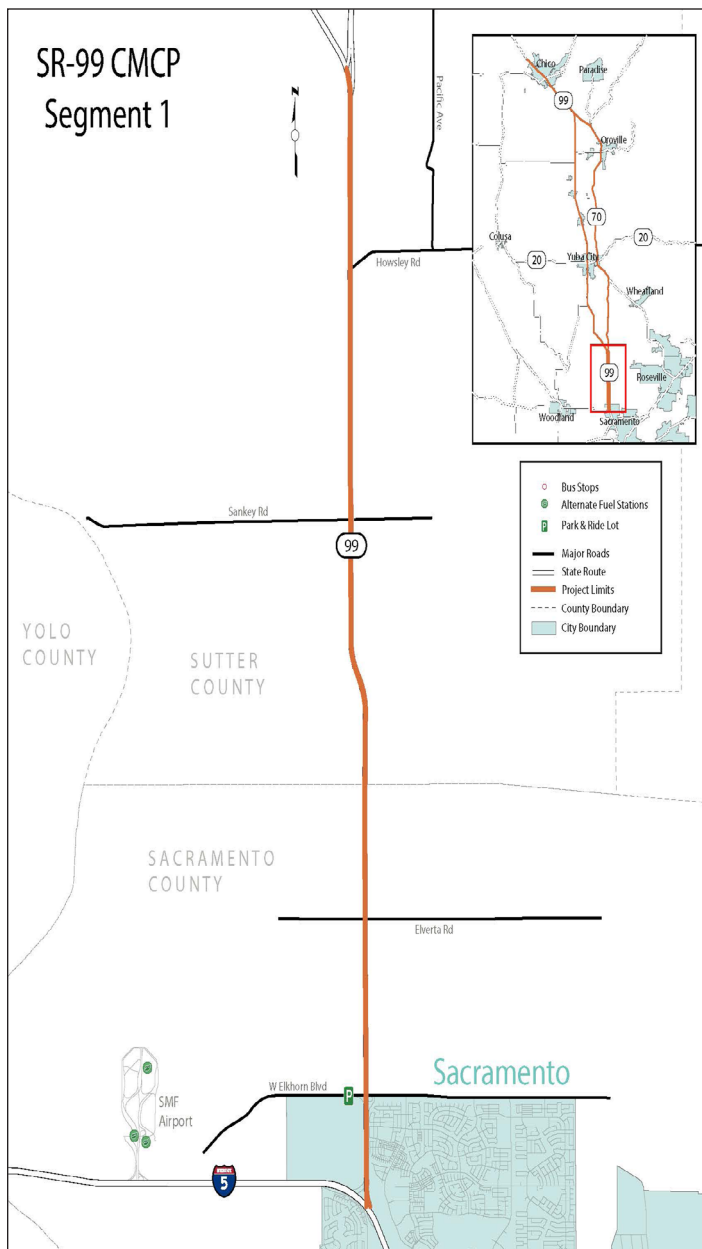 SR-99 CMCP
Segment 1
N
Pacific Ave
Howsley Rd
Chico
Paradise
99
Oroville
70
Colusa
20
20
Yuba City
Wheatland
99
Roseville
Woodland
Sacramento
Bus Stops
Alternate Fuel Stations
P
Park & Ride Lot
Major Roads
State Route
Project Limits
County Boundary
City Boundary
Sankey Rd
99
YOLO
COUNTY
SUTTER
COUNTY
SACRAMENTO
COUNTY
Elverta Rd
Sacramento
W Elkhorn Blvd
P
SMF
Airport
5